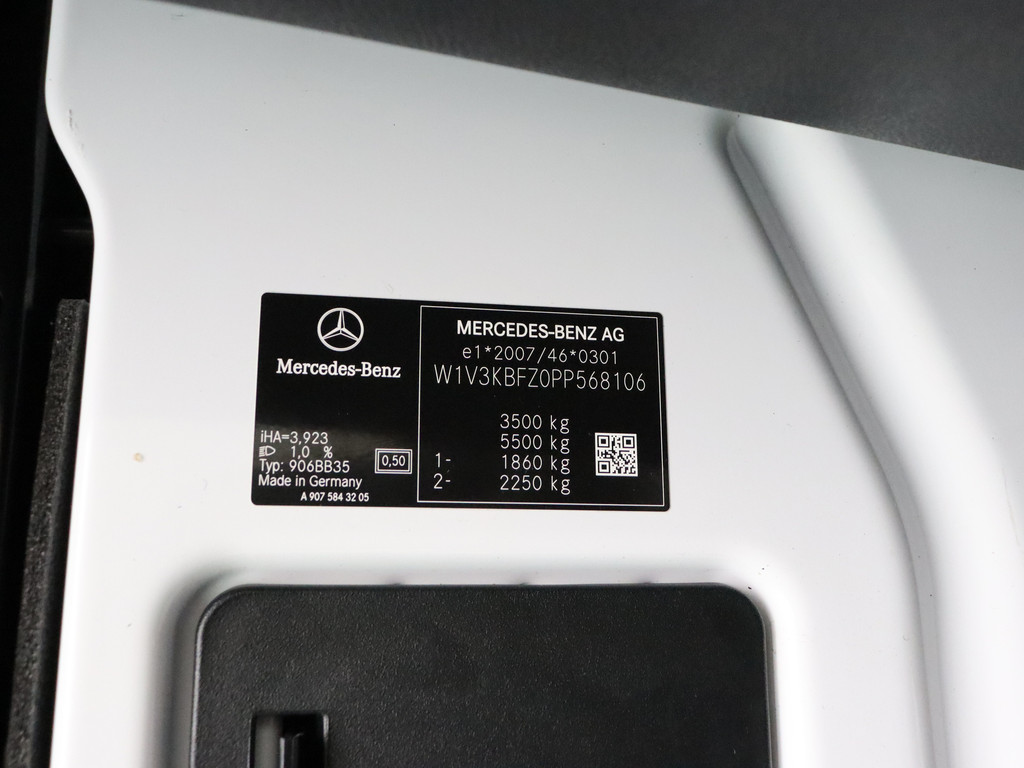 Mercedes-Benz
iHA=3,923
1,0 %
Typ: 906BB35
Made in Germany
A 907 584 32 05
0,50
MERCEDES-BENZ AG
e1*2007/46*0301
W1V3KBFZ0PP568106
3500 kg
5500 kg
1- 1860 kg
2- 2250 kg